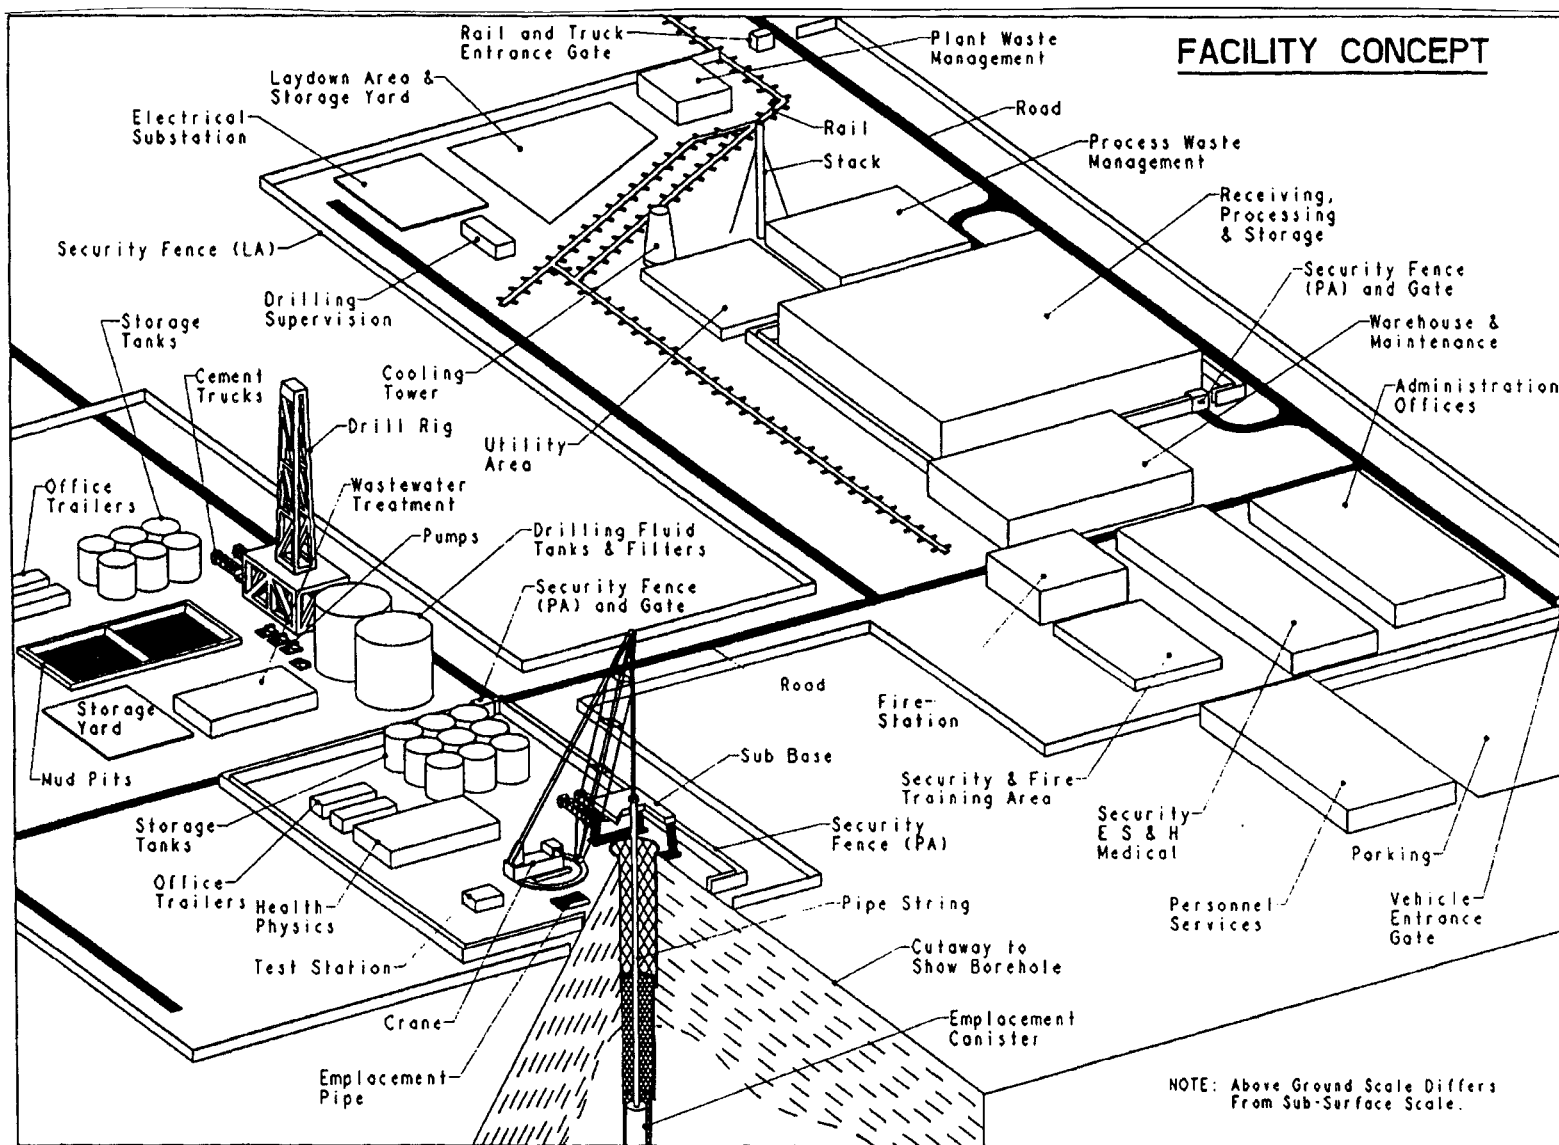 FACILITY CONCEPT
Rail and Truck
Entrance Gate
Plant Waste
Management
Laydown Area &
Storage Yard
Electrical
Substation
Road
Rail
Process Waste
Management
Stack
Receiving,
Processing
& Storage
Security Fence (LA)
Security Fence
(PA) and Gate
Drilling
Supervision
Storage
Tanks
Warehouse &
Maintenance
Cement
Trucks
Cooling
Tower
Administration
Offices
Drill Rig
Utility
Area
Office
Trailers
Wastewater
Treatment
Pumps
Drilling Fluid
Tanks & Filters
Security Fence
(PA) and Gate
Road
Fire-
Station
Storage
Yard
Mud Pits
Sub Base
Security & Fire
Training Area
Storage
Tanks
Security
Fence (PA)
Security
E S & H
Medical
Parking
Office
Trailers
Health
Physics
Pipe String
Personnel
Services
Vehicle
Entrance
Gate
Test Station
Cutaway to
Show Borehole
Crane
Emplacement
Canister
Emplacement
Pipe
NOTE: Above Ground Scale Differs
From Sub-Surface Scale.